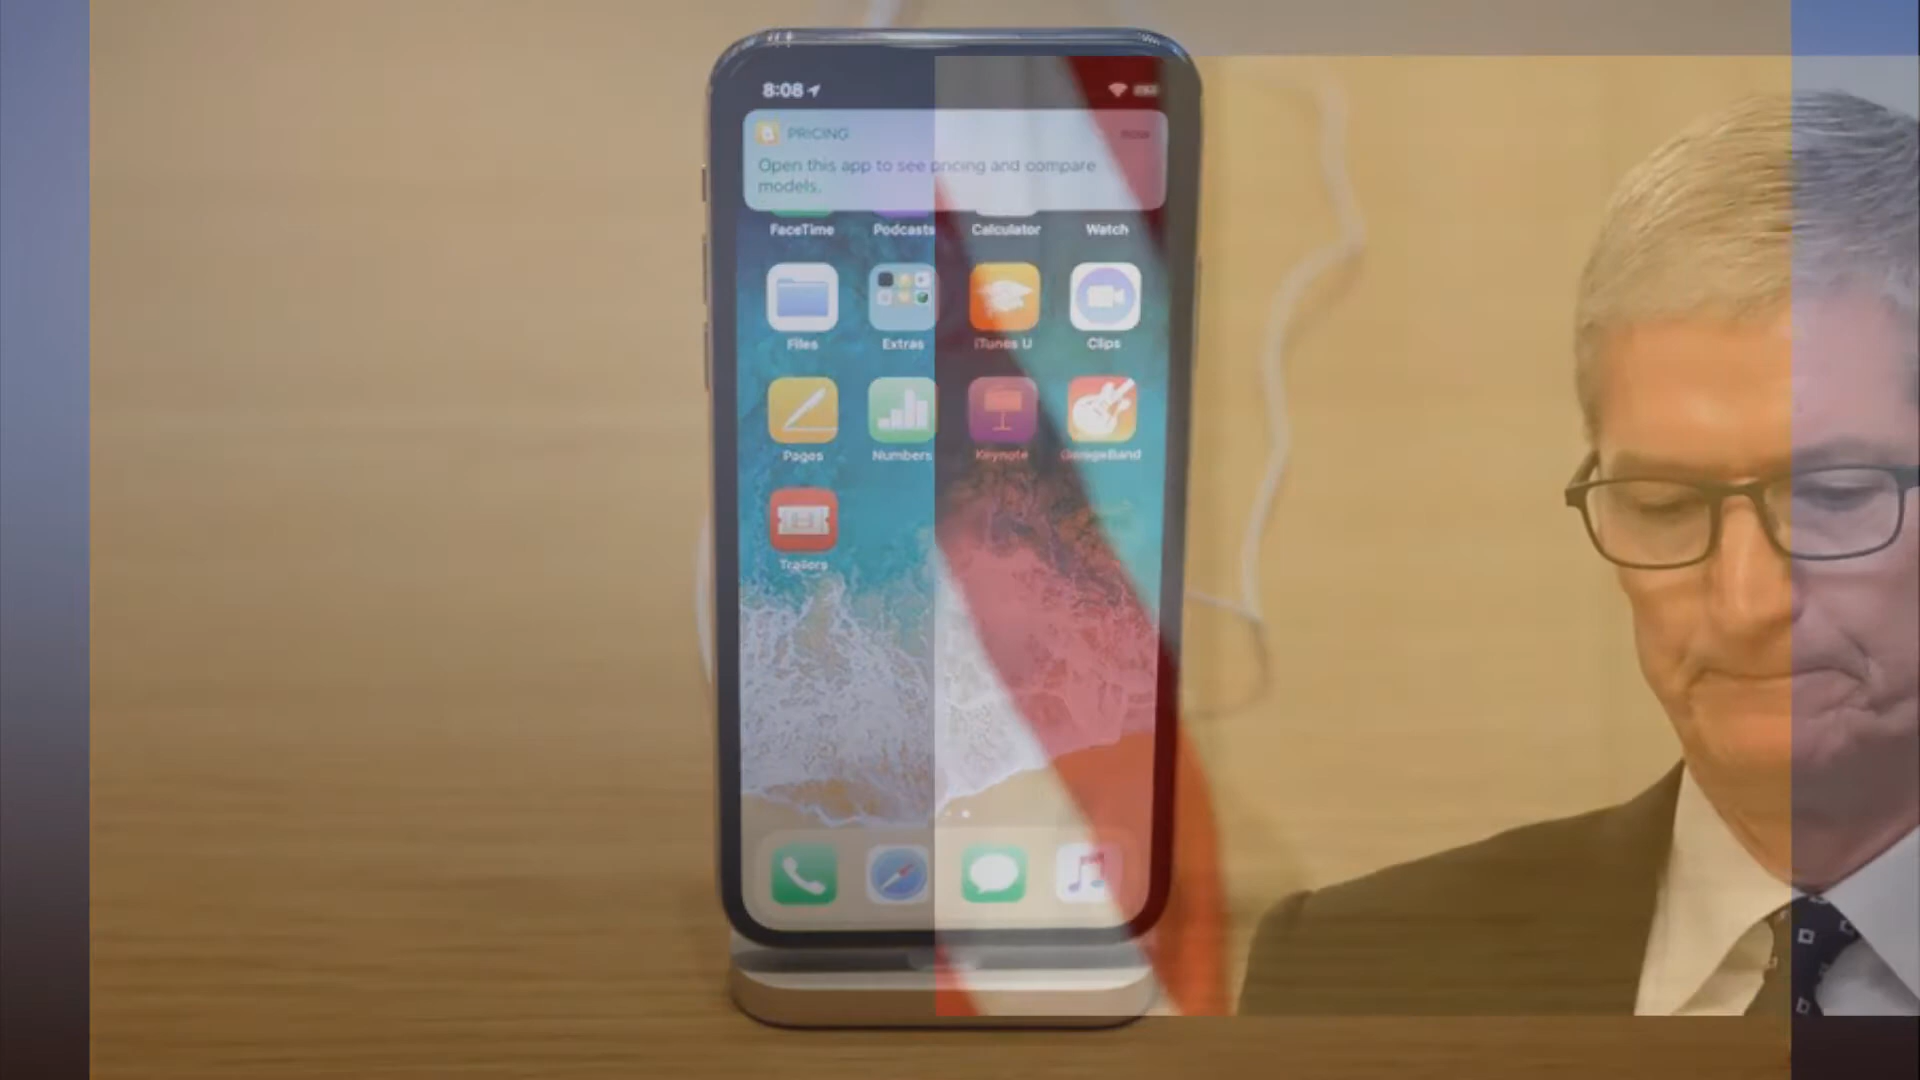 8:08
PRICING now
Open this app to see pricing and compare
models.
FaceTime Podcasts Calculator Watch
Files Extras iTunes U Clips
Pages Numbers Keynote GarageBand
Trailers